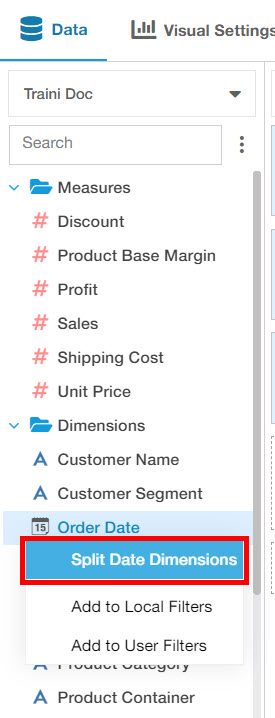 Data
Visual Settings
Traini Doc
Search
Measures
# Discount
# Product Base Margin
# Profit
# Sales
# Shipping Cost
# Unit Price
Dimensions
A Customer Name
A Customer Segment
15 Order Date
Split Date Dimensions
Add to Local Filters
Add to User Filters
Product Category
A Product Container